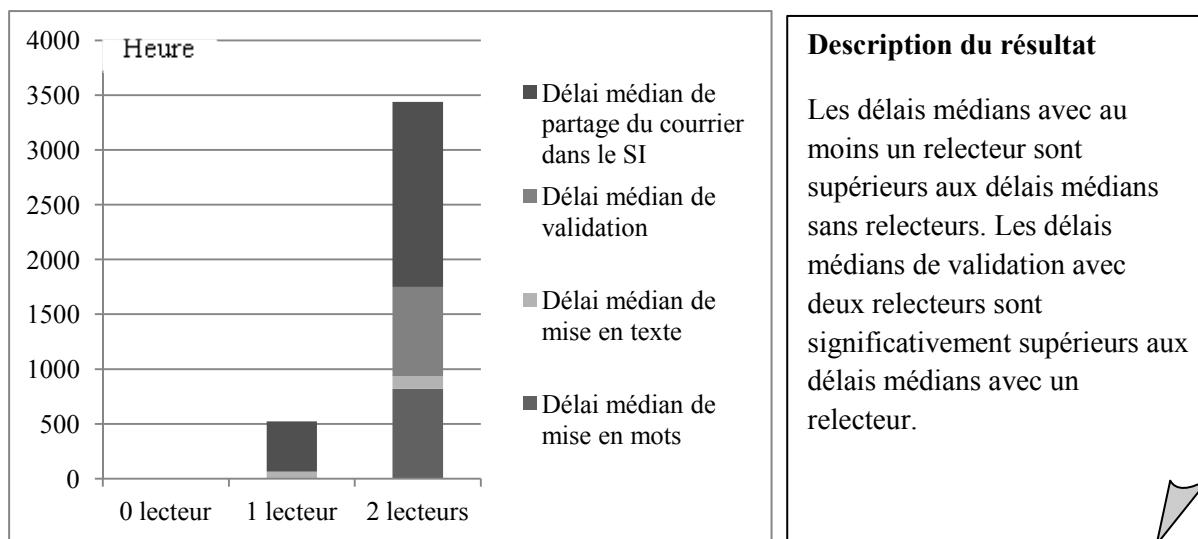 Heure
4000
3500
3000
2500
2000
1500
1000
500
0
0 lecteur
1 lecteur
2 lecteurs
Délai médian de
partage du courrier
dans le SI
Délai médian de
validation
Délai médian de
mise en texte
Délai médian de
mise en mots
Description du résultat
Les délais médians avec au
moins un relecteur sont
supérieurs aux délais médians
sans relecteurs. Les délais
médians de validation avec
deux relecteurs sont
significativement supérieurs aux
délais médians avec un
relecteur.